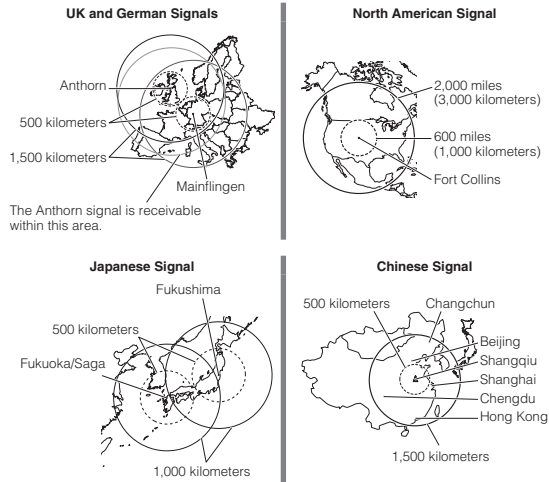 UK and German Signals
Anthorn
500 kilometers
1,500 kilometers
Mainflingen
The Anthorn signal is receivable
within this area.
North American Signal
2,000 miles
(3,000 kilometers)
600 miles
(1,000 kilometers)
Fort Collins
Japanese Signal
Fukushima
500 kilometers
Fukuoka/Saga
1,000 kilometers
Chinese Signal
500 kilometers
Changchun
Beijing
Shangqiu
Shanghai
Chengdu
Hong Kong
1,500 kilometers